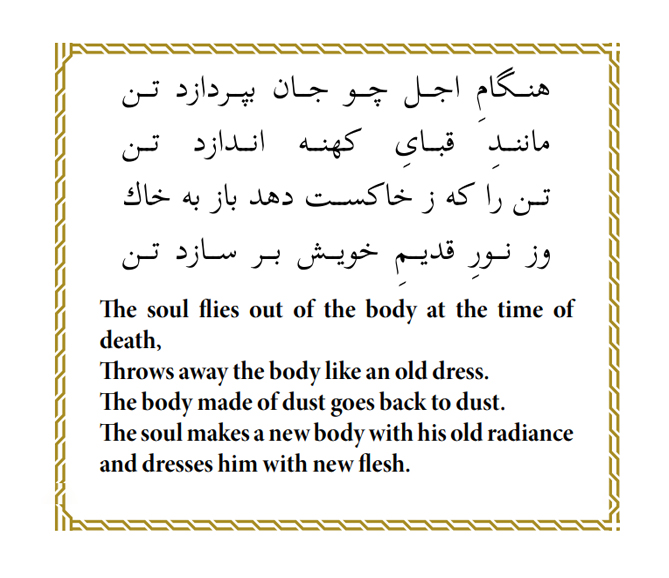 هنگامِ اجل چو جان بپردازد تن
مانندِ قبایِ کهنه اندازد تن
تن را که ز خاکست دهد باز به خاك
وز نورِ قدیمِ خویش بر سازد تن
The soul flies out of the body at the time of
death,
Throws away the body like an old dress.
The body made of dust goes back to dust.
The soul makes a new body with his old radiance
and dresses him with new flesh.